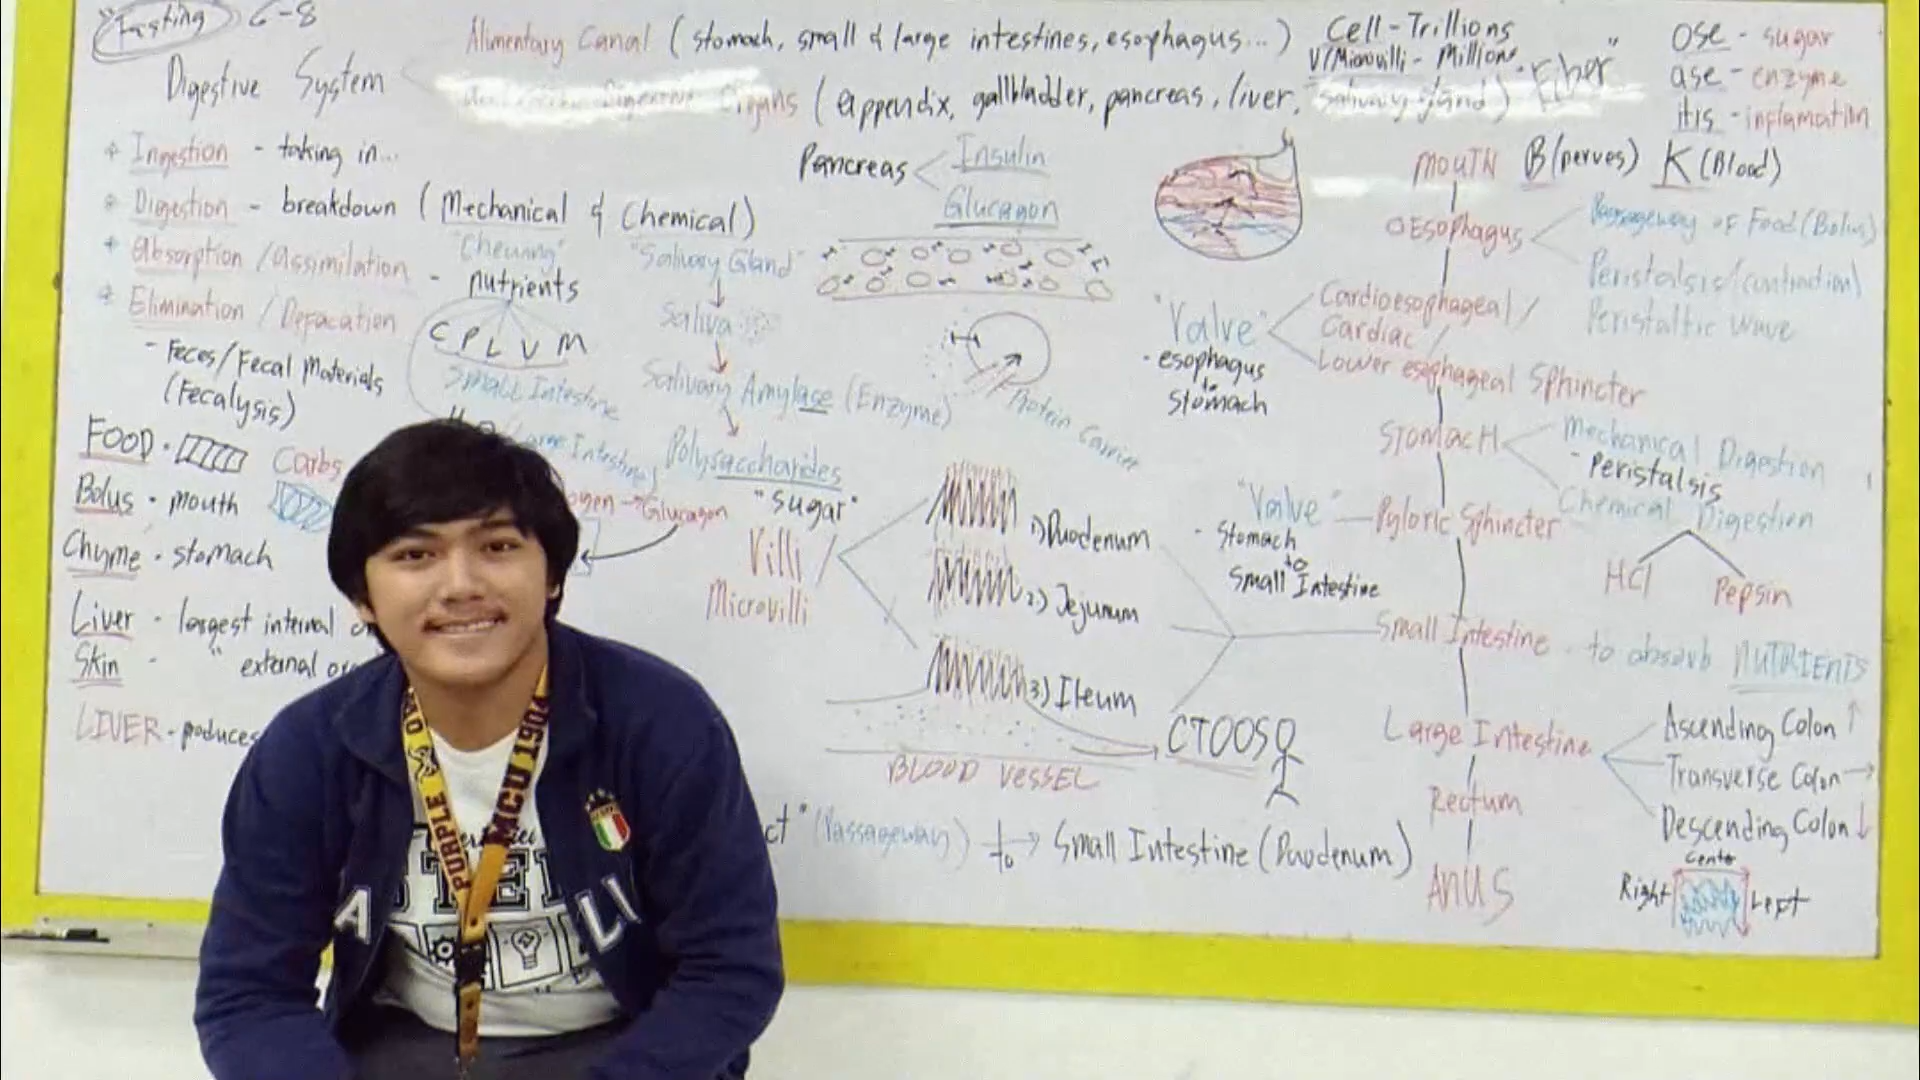 "Fasting" 6-8
Digestive System
Alimentary Canal (stomach, small & large intestines, esophagus...)
Digestive Organs (appendix, gallbladder, pancreas, liver, "salivary gland)
Cell - Trillions
V/Microvilli - Millions
"Fiber"
ose - sugar
ase - enzyme
itis - inplamation
+ Ingestion - taking in...
+ Digestion - breakdown (Mechanical & Chemical)
"Chewing" "Salivary Gland"
+ Absorption/Assimilation - nutrients
+ Elimination / Depacation
- Feces/Fecal Materials
(Fecalysis)
C P L V M
Small Intestine
Large Intestine
Saliva
Salivary Amylase (Enzyme)
Polysaccharides
"sugar"
Pancreas
Insulin
Glucagon
Protein Carrier
FOOD .
Carbs
Bolus . mouth
Chyme . stomach
Liver - largest internal
Skin - " external
LIVER - produces
ogen → Glucagon
Villi /
Microvilli
1.) Duodenum
2.) Jejunum
3.) Ileum
BLOOD VESSEL
CTOOS
ct" (Passageway) to → Small Intestine (Duodenum)
MOUTH B (nerves) K (Blood)
OEsophagus
Passageway of Food (Bolus)
Peristalsis/(contraction)
Peristaltic Wave
"Valve"
- esophagus
to
stomach
Cardioesophageal/
Cardiac /
Lower esophageal Sphincter
STOMACH
Mechanical Digestion
- Peristalsis
Chemical Digestion
HCl
Pepsin
"Valve" - Pyloric Sphincter
- Stomach
to
Small Intestine
Small Intestine - to absorb NUTRIENTS
Large Intestine
Ascending Colon ↑
Transverse Colon →
Descending Colon ↓
Rectum
ANUS
Center
Right
Left
PURPLE
MCU 1904
A
LI